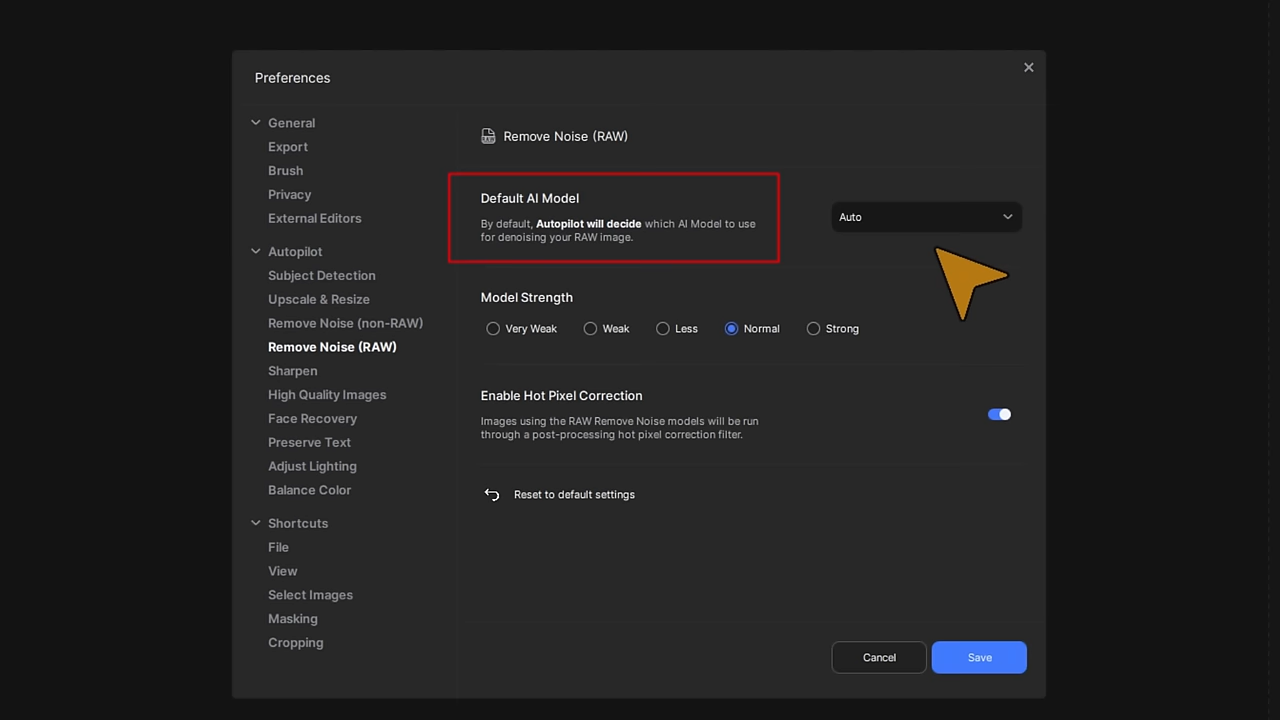 Preferences
General
Export
Brush
Privacy
External Editors
Autopilot
Subject Detection
Upscale & Resize
Remove Noise (non-RAW)
Remove Noise (RAW)
Sharpen
High Quality Images
Face Recovery
Preserve Text
Adjust Lighting
Balance Color
Shortcuts
File
View
Select Images
Masking
Cropping
Remove Noise (RAW)
Default AI Model
By default, Autopilot will decide which AI Model to use
for denoising your RAW image.
Auto
Model Strength
Very Weak Weak Less Normal Strong
Enable Hot Pixel Correction
Images using the RAW Remove Noise models will be run
through a post-processing hot pixel correction filter.
Reset to default settings
Cancel Save